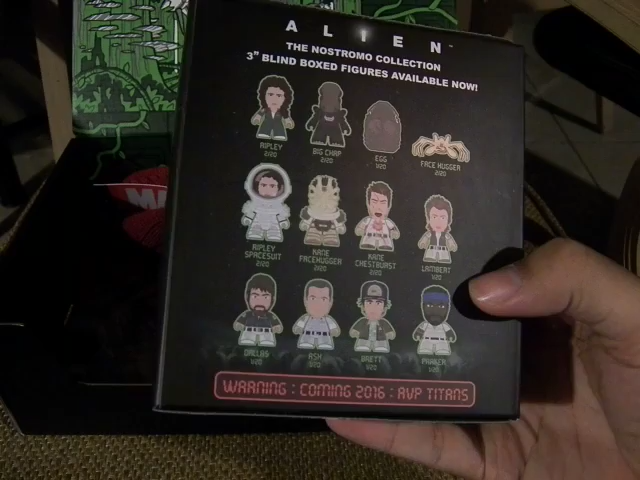 ALIEN™
THE NOSTROMO COLLECTION
3" BLIND BOXED FIGURES AVAILABLE NOW!
RIPLEY
2/20
BIG CHAP
2/20
EGG
1/20
FACE HUGGER
2/20
RIPLEY
SPACESUIT
2/20
KANE
FACEHUGGER
2/20
KANE
CHESTBURST
2/20
LAMBERT
1/20
DALLAS
1/20
ASH
1/20
BRETT
1/20
PARKER
1/20
WARNING : COMING 2016 : AVP TITANS